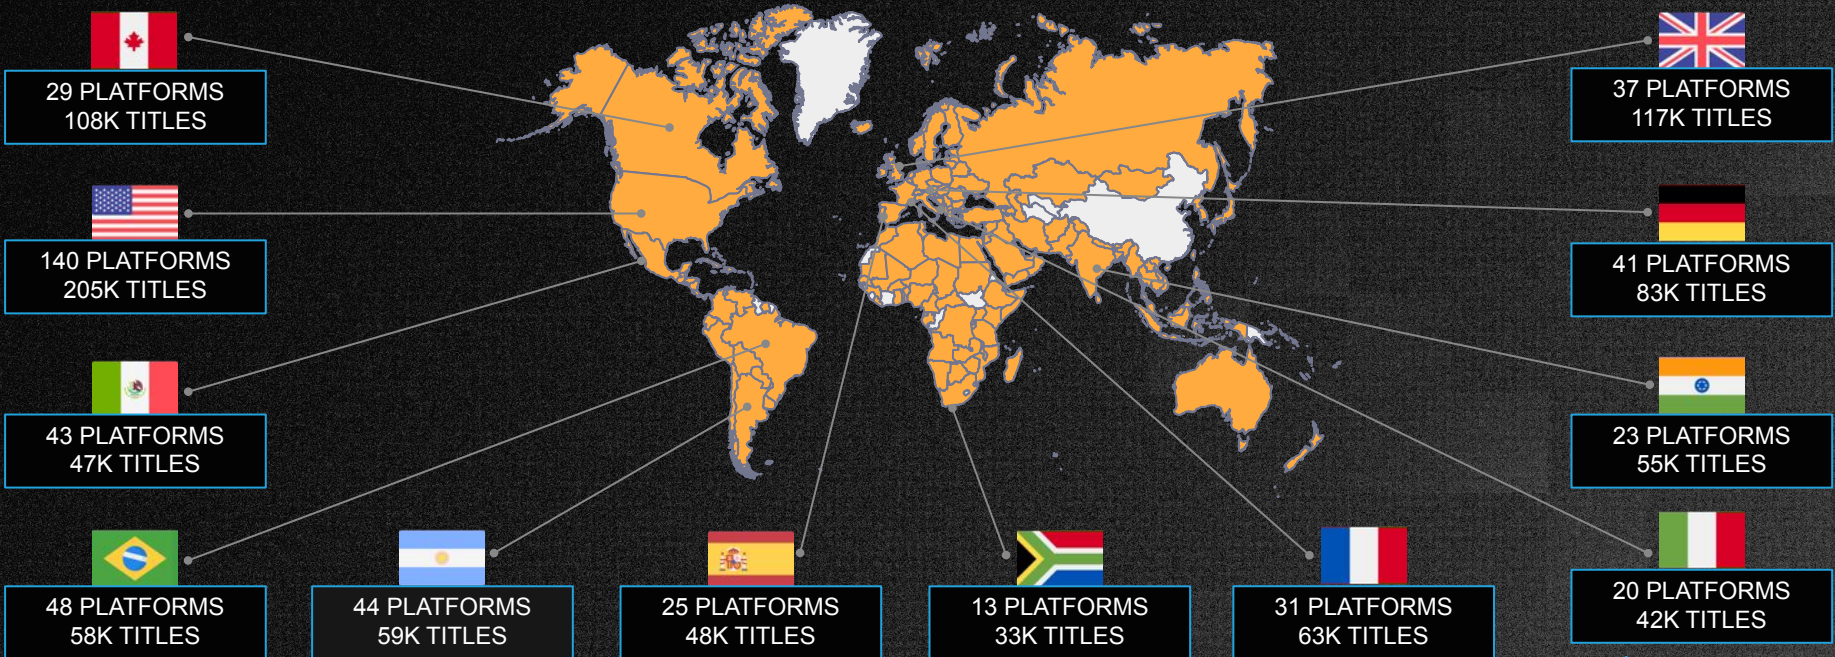 29 PLATFORMS
108K TITLES
37 PLATFORMS
117K TITLES
140 PLATFORMS
205K TITLES
41 PLATFORMS
83K TITLES
43 PLATFORMS
47K TITLES
23 PLATFORMS
55K TITLES
48 PLATFORMS
58K TITLES
44 PLATFORMS
59K TITLES
25 PLATFORMS
48K TITLES
13 PLATFORMS
33K TITLES
31 PLATFORMS
63K TITLES
20 PLATFORMS
42K TITLES